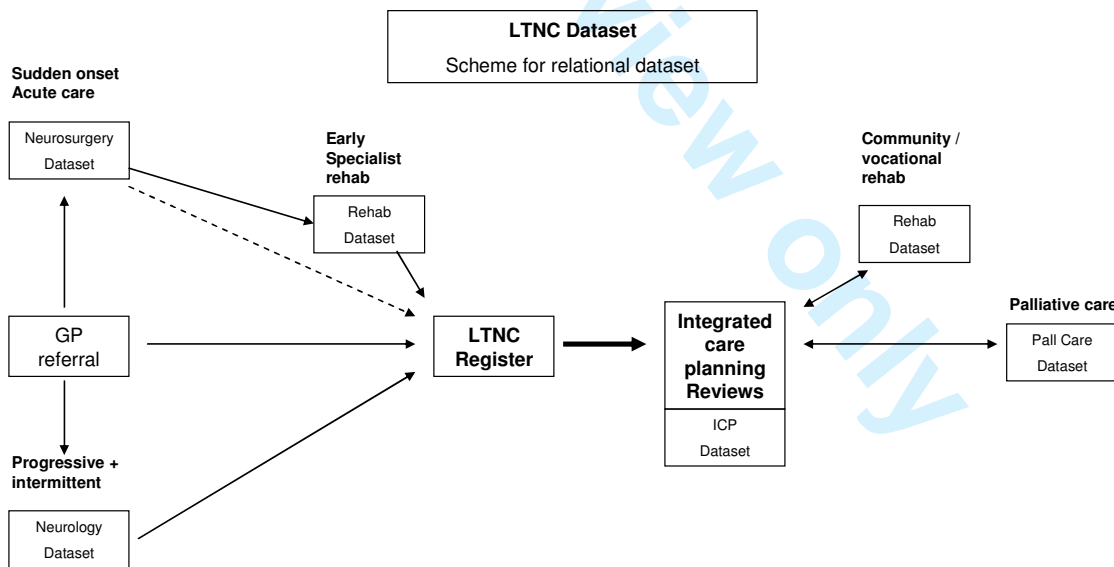 LTNC Dataset
Scheme for relational dataset
Sudden onset
Acute care
Neurosurgery
Dataset
Early
Specialist
rehab
Rehab
Dataset
Community /
vocational
rehab
Rehab
Dataset
GP
referral
LTNC
Register
Integrated
care
planning
Reviews
ICP
Dataset
Palliative care
Pall Care
Dataset
Progressive +
intermittent
Neurology
Dataset
view only